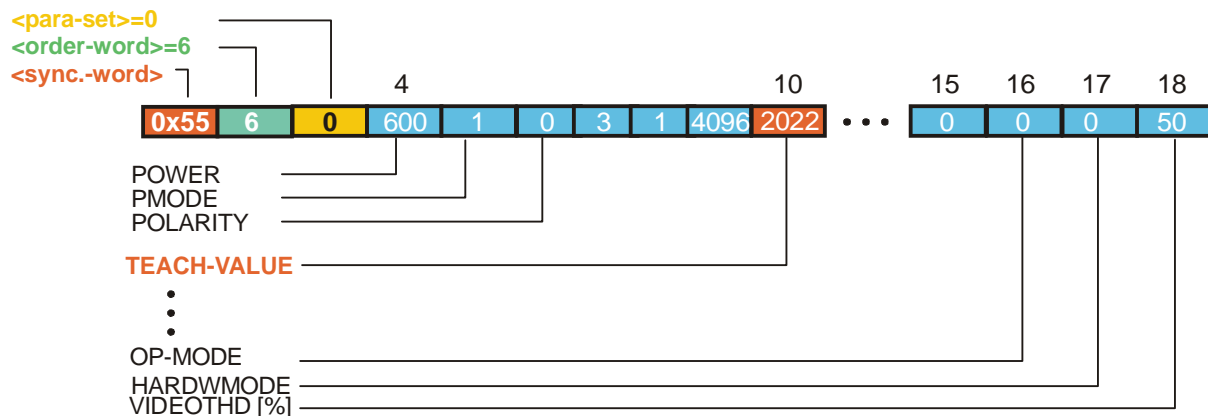 <para-set>=0
<order-word>=6
<sync.-word>
4 10 15 16 17 18
0x55 6 0 600 1 0 3 1 4096 2022 0 0 0 50
POWER
PMODE
POLARITY
TEACH-VALUE
OP-MODE
HARDWMODE
VIDEOTHD [%]